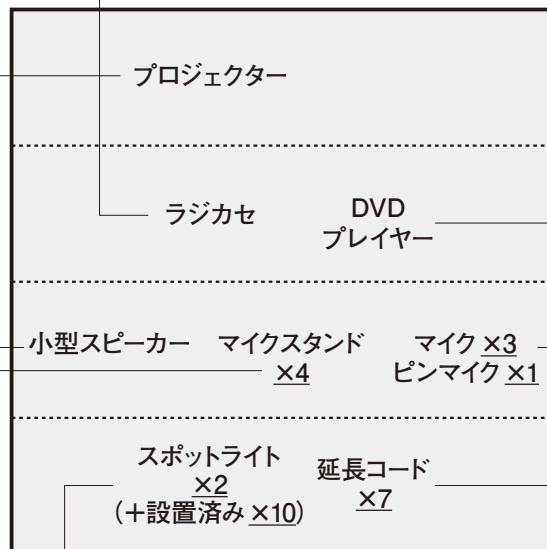 プロジェクター
ラジカセ
DVD
プレイヤー
小型スピーカー
マイクスタンド
×4
マイク ×3
ピンマイク ×1
スポットライト
×2
(＋設置済み ×10)
延長コード
×7